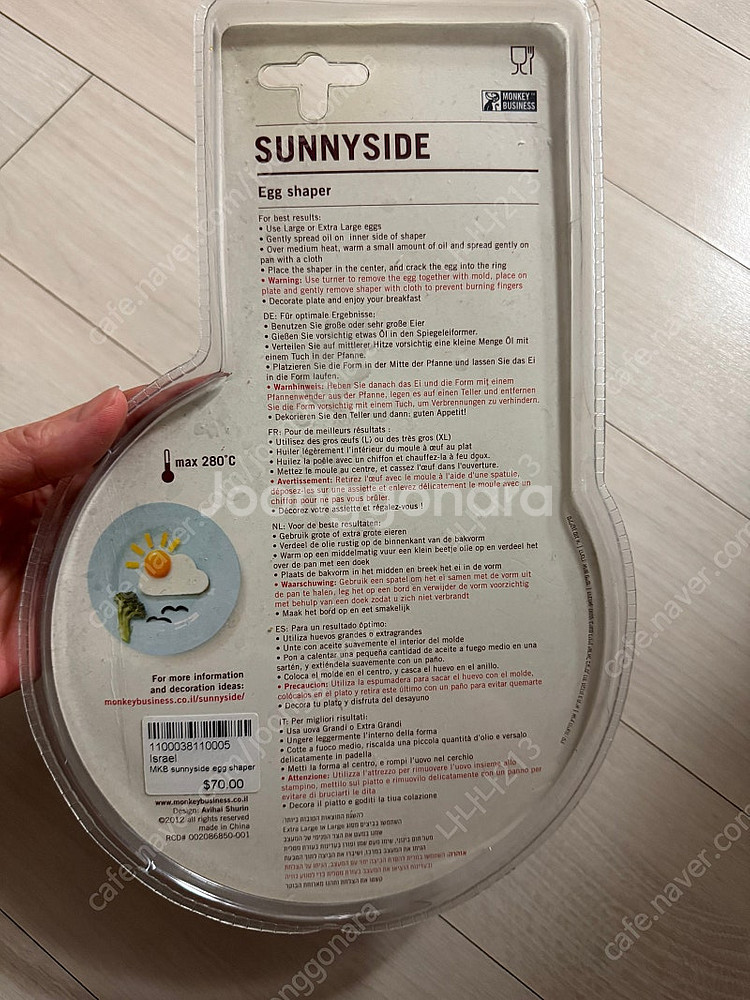 MONKEY BUSINESS
SUNNYSIDE
Egg shaper
For best results:
• Use Large or Extra Large eggs
• Gently spread oil on inner side of shaper
• Over medium heat, warm a small amount of oil and spread gently on
pan with a cloth
• Place the shaper in the center, and crack the egg into the ring
• Warning: Use turner to remove the egg together with mold, place on
plate and gently remove shaper with cloth to prevent burning fingers
• Decorate plate and enjoy your breakfast
DE: Für optimale Ergebnisse:
• Benutzen Sie große oder sehr große Eier
• Gießen Sie vorsichtig etwas Öl in den Spiegeleiformer.
• Verteilen Sie auf mittlerer Hitze vorsichtig eine kleine Menge Öl mit
einem Tuch in der Pfanne.
• Platzieren Sie die Form in der Mitte der Pfanne und lassen Sie das Ei
in die Form laufen.
• Warnhinweis: Heben Sie danach das Ei und die Form mit einem
Pfannenwender aus der Pfanne, legen es auf einen Teller und entfernen
Sie die Form vorsichtig mit einem Tuch, um Verbrennungen zu verhindern.
• Dekorieren Sie den Teller und dann: guten Appetit!
FR: Pour de meilleurs résultats :
• Utilisez des gros œufs (L) ou des très gros (XL)
• Huiler légèrement l'intérieur du moule à œuf au plat
• Huilez la poêle avec un chiffon et chauffez-la à feu doux.
• Mettez le moule au centre, et cassez l'œuf dans l'ouverture.
• Avertissement: Retirez l'œuf avec le moule à l'aide d'une spatule,
déposez-les sur une assiette et enlevez délicatement le moule avec un
chiffon pour ne pas vous brûler.
• Décorez votre assiette et régalez-vous !
NL: Voor de beste resultaten:
• Gebruik grote of extra grote eieren
• Verdeel de olie rustig op de binnenkant van de bakvorm
• Warm op een middelmatig vuur een klein beetje olie op en verdeel het
over de pan met een doek
• Plaats de bakvorm in het midden en breek het ei in de vorm
• Waarschuwing: Gebruik een spatel om het ei samen met de vorm uit
de pan te halen, leg het op een bord en verwijder de vorm voorzichtig
met behulp van een doek zodat u zich niet verbrandt
• Maak het bord op en eet smakelijk
ES: Para un resultado óptimo:
• Utiliza huevos grandes o extragrandes
• Unte con aceite suavemente el interior del molde
• Pon a calentar una pequeña cantidad de aceite a fuego medio en una
sartén, y extiéndela suavemente con un paño.
• Coloca el molde en el centro, y casca el huevo en el anillo.
• Precaucion: Utiliza la espumadera para sacar el huevo con el molde,
colócalos en el plato y retira este último con un paño para evitar quemarte
• Decora tu plato y disfruta del desayuno
IT: Per migliori risultati:
• Usa uova Grandi o Extra Grandi
• Ungere leggermente l'interno della forma
• Cotte a fuoco medio, riscalda una piccola quantità d'olio e versalo
delicatamente in padella
• Metti la forma al centro, e rompi l'uovo nel cerchio
• Attenzione: Utilizza l'attrezzo per rimuovere l'uovo insieme allo
stampino, mettilo sul piatto e rimuovilo delicatamente con un panno per
evitare di bruciarti le dita
• Decora il piatto e goditi la tiua colazione
max 280°C
For more information
and decoration ideas:
monkeybusiness.co.il/sunnyside/
1100038110005
Israel
MKB sunnyside egg shaper
$70.00
www.monkeybusiness.co.il
Design: Avihai Shurin
©2012 all rights reserved
made in China
RCD# 002086850-001
Joonggonara
cafe.naver.com/joonggonara